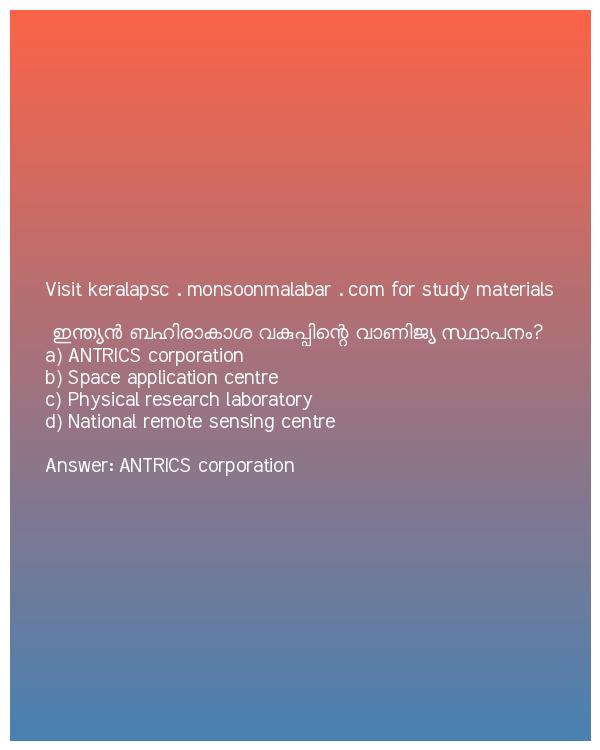 Visit keralapsc . monsoonmalabar . com for study materials
ഇന്ത്യൻ ബഹിരാകാശ വകുപ്പിന്റെ വാണിജ്യ സ്ഥാപനം?
a) ANTRICS corporation
b) Space application centre
c) Physical research laboratory
d) National remote sensing centre
Answer: ANTRICS corporation